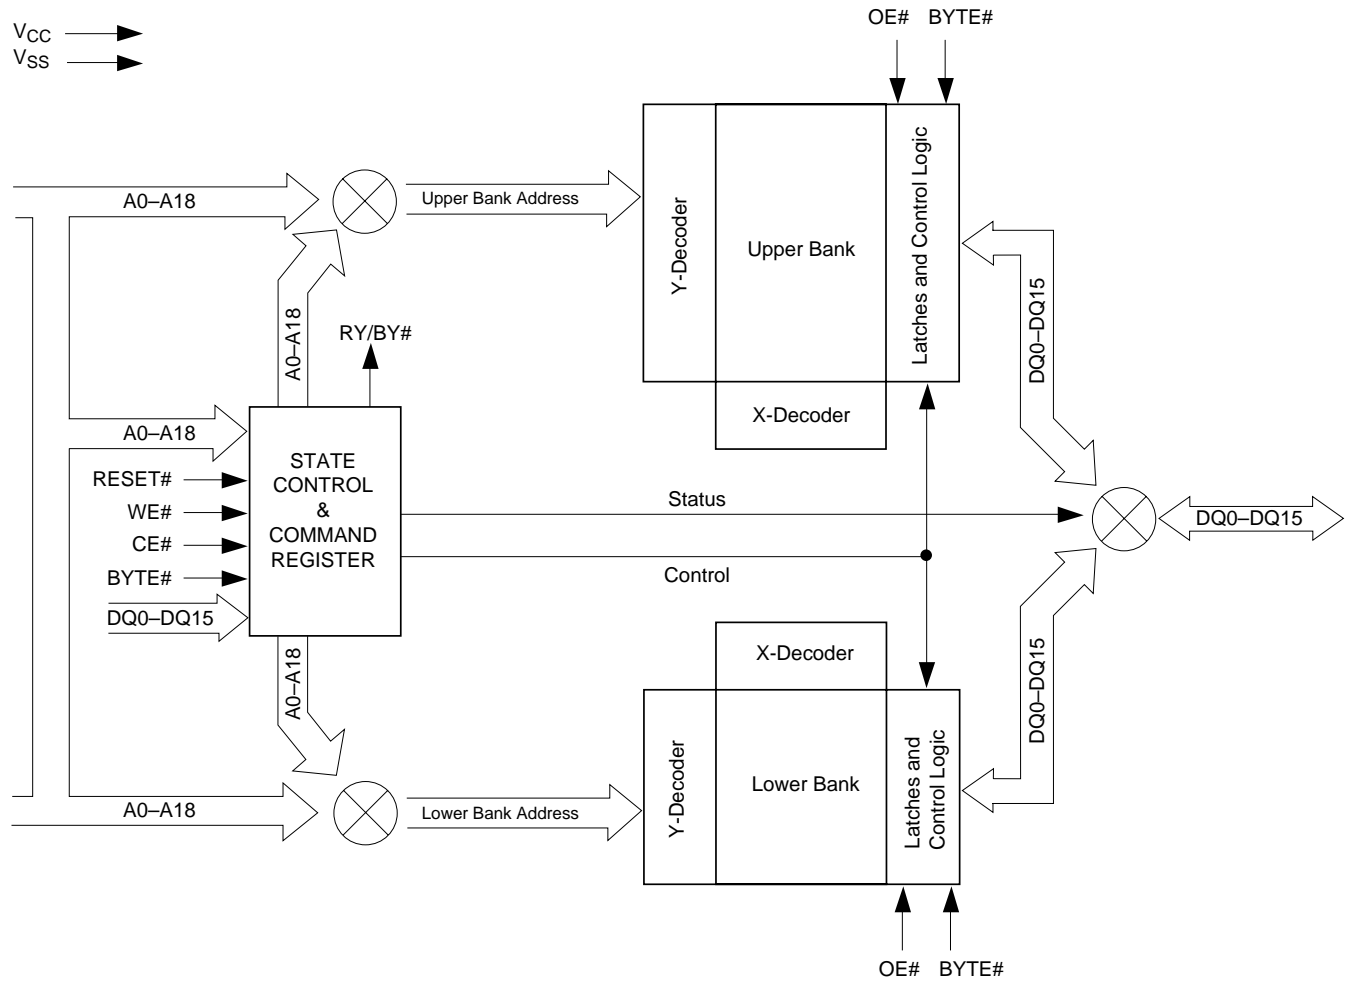 OE# BYTE#
VCC
VSS
A0–A18
Upper Bank Address
Y-Decoder
Upper Bank
Latches and Control Logic
X-Decoder
DQ0–DQ15
A0–A18
RY/BY#
A0–A18
RESET#
WE#
CE#
BYTE#
DQ0–DQ15
STATE
CONTROL
&
COMMAND
REGISTER
Status
Control
DQ0–DQ15
A0–A18
X-Decoder
A0–A18
Lower Bank Address
Y-Decoder
Lower Bank
Latches and
Control Logic
DQ0–DQ15
OE# BYTE#